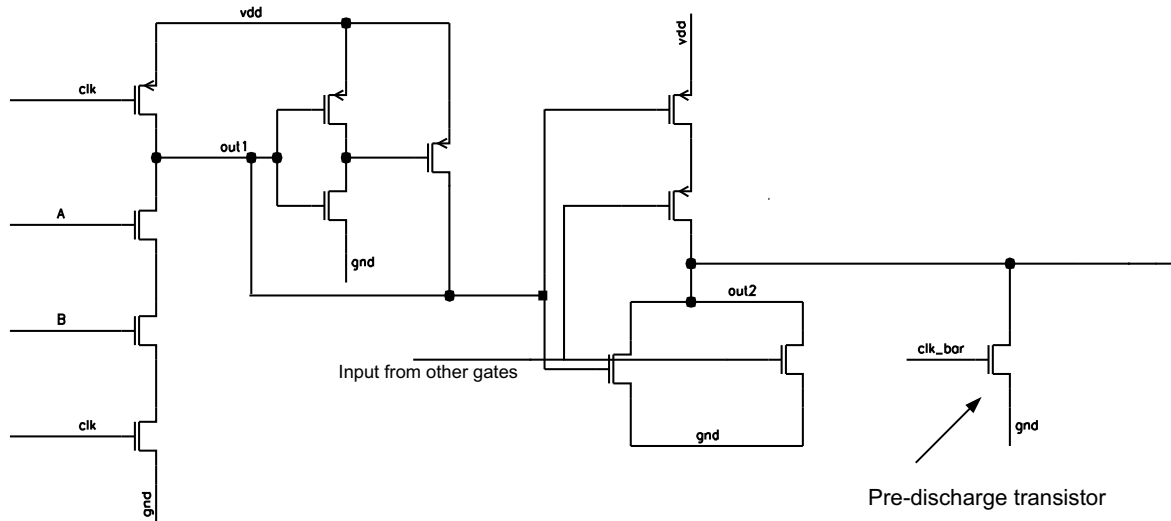 vdd
vdd
clk
out1
A
gnd
out2
B
Input from other gates
clk_bar
clk
gnd
gnd
gnd
Pre-discharge transistor